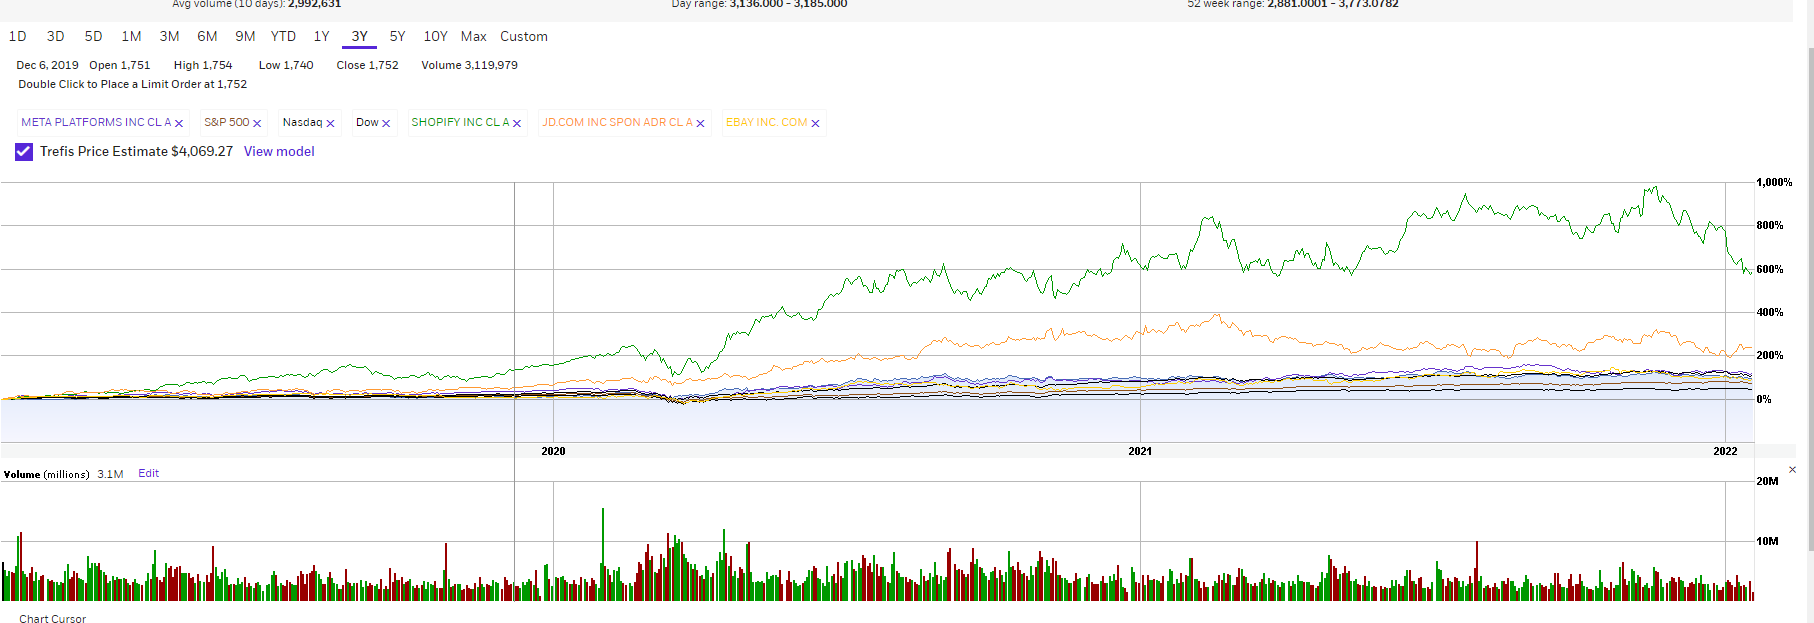 Avg volume (10 days): 2,992,631 Day range: 3,136.000 - 3,185.000 52 week range: 2,881.0001 - 3,773.0782
1D 3D 5D 1M 3M 6M 9M YTD 1Y 3Y 5Y 10Y Max Custom
Dec 6, 2019 Open 1,751 High 1,754 Low 1,740 Close 1,752 Volume 3,119,979
Double Click to Place a Limit Order at 1,752
META PLATFORMS INC CL A × S&P 500 × Nasdaq × Dow × SHOPIFY INC CL A × JD.COM INC SPON ADR CL A × EBAY INC. COM ×
Trefis Price Estimate $4,069.27 View model
1,000%
800%
600%
400%
200%
0%
2020 2021 2022
Volume (millions) 3.1M Edit ×
20M
10M
Chart Cursor